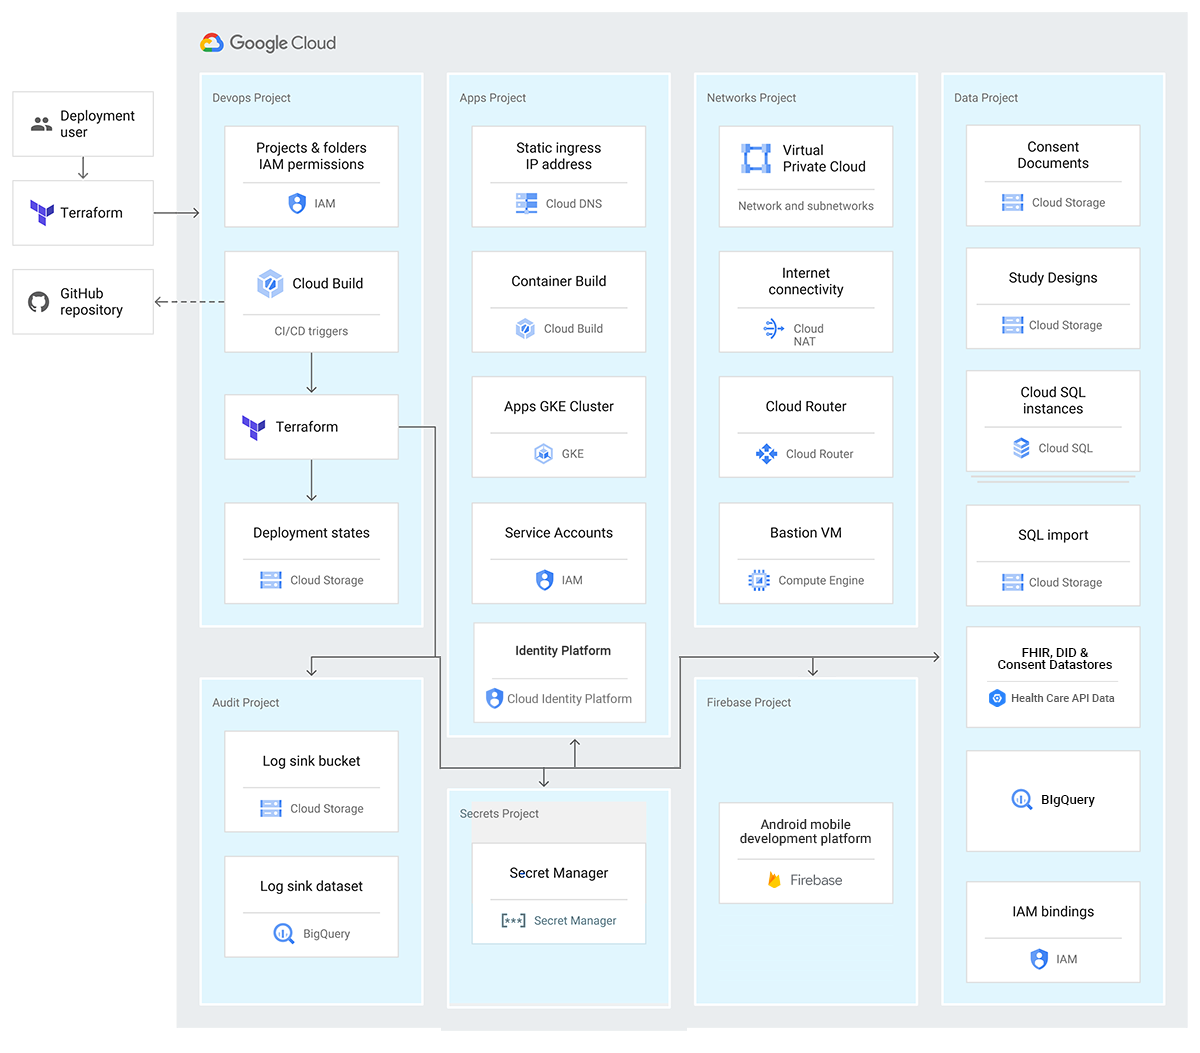 Google Cloud
Deployment
user
Terraform
GitHub
repository
Devops Project
Projects & folders
IAM permissions
IAM
Cloud Build
CI/CD triggers
Terraform
Deployment states
Cloud Storage
Apps Project
Static ingress
IP address
Cloud DNS
Container Build
Cloud Build
Apps GKE Cluster
GKE
Service Accounts
IAM
Identity Platform
Cloud Identity Platform
Networks Project
Virtual
Private Cloud
Network and subnetworks
Internet
connectivity
Cloud
NAT
Cloud Router
Cloud Router
Bastion VM
Compute Engine
Data Project
Consent
Documents
Cloud Storage
Study Designs
Cloud Storage
Cloud SQL
instances
Cloud SQL
SQL import
Cloud Storage
FHIR, DID &
Consent Datastores
Health Care API Data
BIgQuery
IAM bindings
IAM
Audit Project
Log sink bucket
Cloud Storage
Log sink dataset
BigQuery
Secrets Project
Secret Manager
[***] Secret Manager
Firebase Project
Android mobile
development platform
Firebase